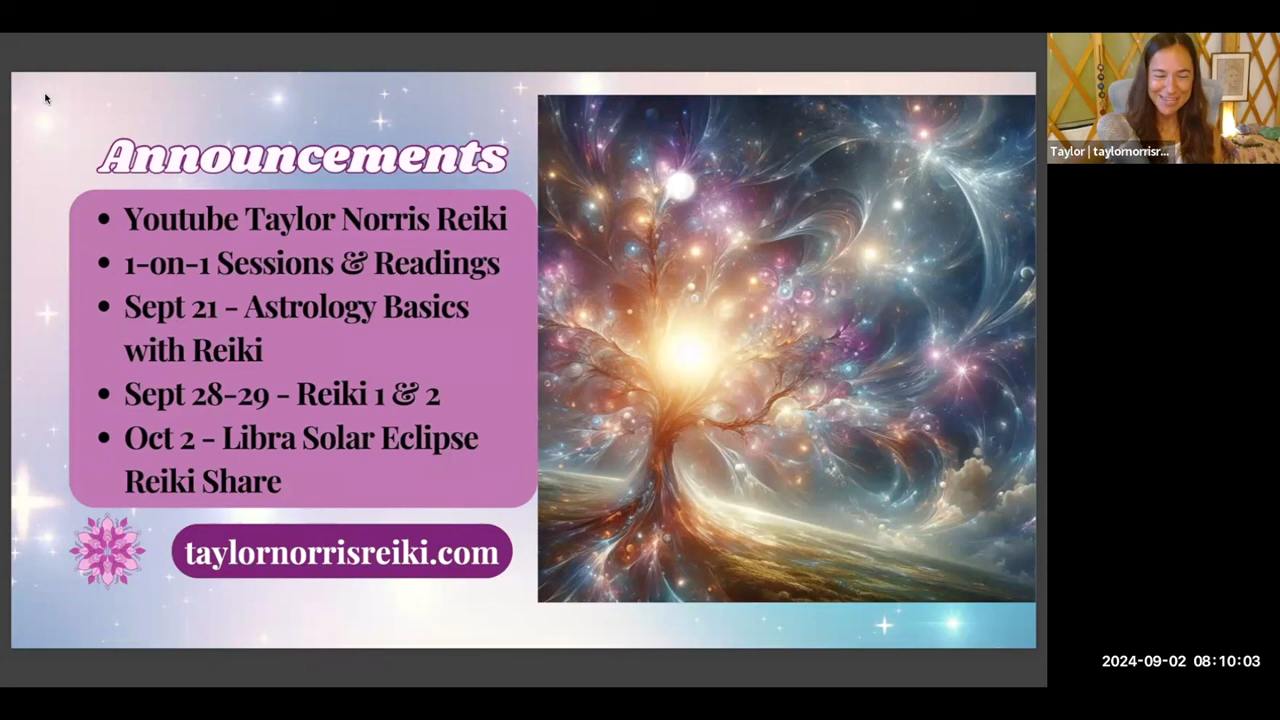 Announcements
• Youtube Taylor Norris Reiki
• 1-on-1 Sessions & Readings
• Sept 21 - Astrology Basics
with Reiki
• Sept 28-29 - Reiki 1 & 2
• Oct 2 - Libra Solar Eclipse
Reiki Share
taylornorrisreiki.com
Taylor | taylornorrisr...
2024-09-02 08:10:03